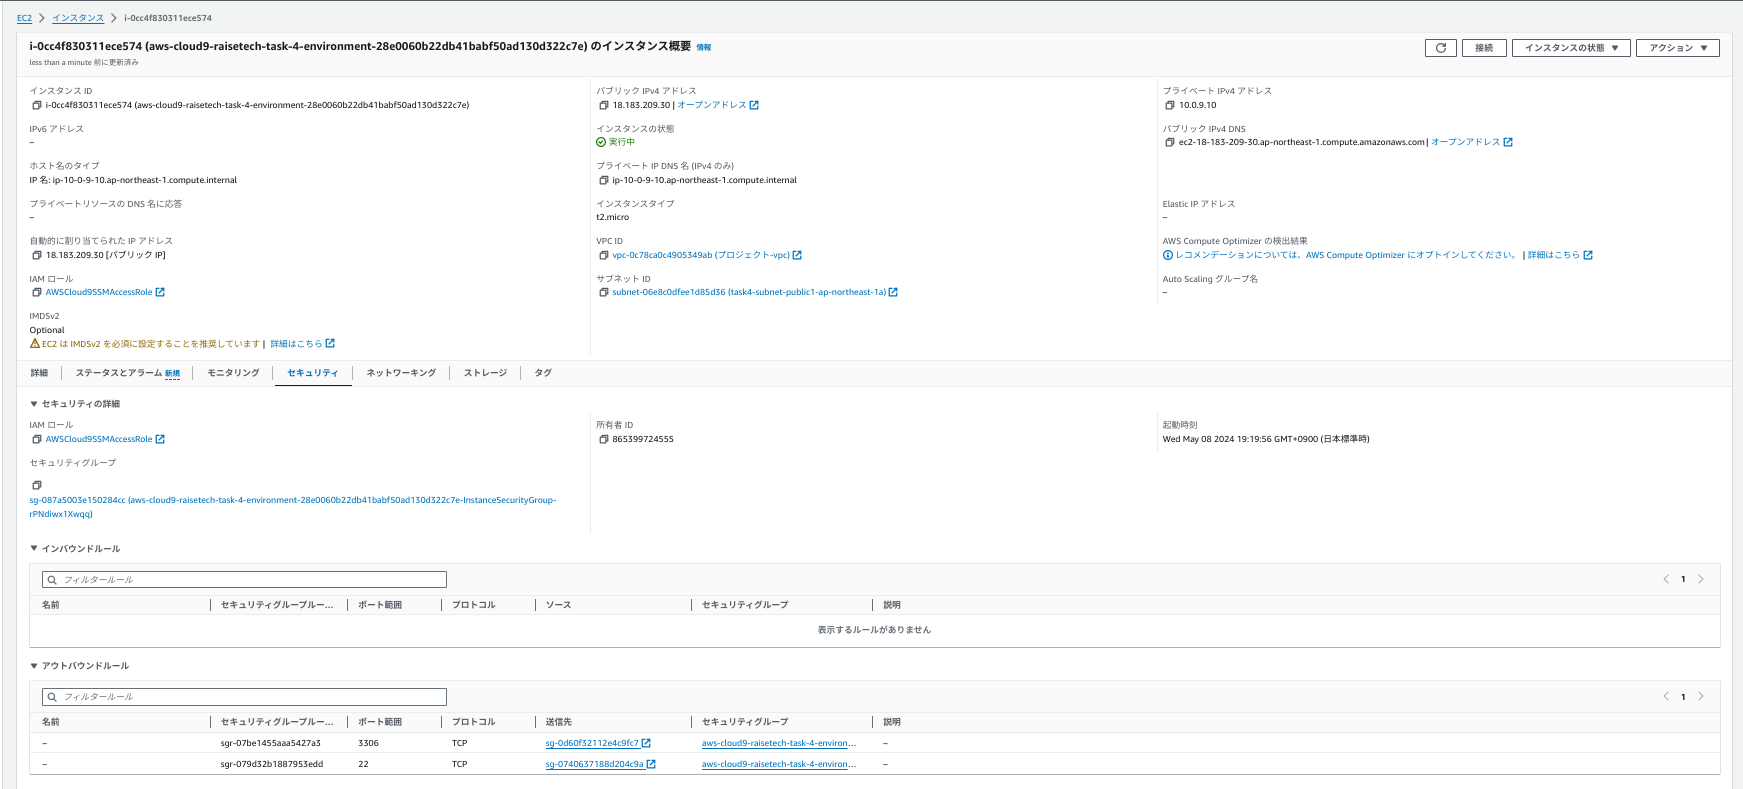 EC2 > インスタンス > i-0cc4f830311ece574
i-0cc4f830311ece574 (aws-cloud9-raisetech-task-4-environment-28e0060b22db41babf50ad130d322c7e) のインスタンス概要 情報
less than a minute 前に更新済み
接続 インスタンスの状態 アクション
インスタンス ID
i-0cc4f830311ece574 (aws-cloud9-raisetech-task-4-environment-28e0060b22db41babf50ad130d322c7e)
パブリック IPv4 アドレス
18.183.209.30 | オープンアドレス
プライベート IPv4 アドレス
10.0.9.10
IPv6 アドレス
–
インスタンスの状態
実行中
パブリック IPv4 DNS
ec2-18-183-209-30.ap-northeast-1.compute.amazonaws.com | オープンアドレス
ホスト名のタイプ
IP 名: ip-10-0-9-10.ap-northeast-1.compute.internal
プライベート IP DNS 名 (IPv4 のみ)
ip-10-0-9-10.ap-northeast-1.compute.internal
プライベートリソースの DNS 名に応答
–
インスタンスタイプ
t2.micro
Elastic IP アドレス
–
自動的に割り当てられた IP アドレス
18.183.209.30 [パブリック IP]
VPC ID
vpc-0c78ca0c4905349ab (プロジェクト-vpc)
AWS Compute Optimizer の検出結果
レコメンデーションについては、AWS Compute Optimizer にオプトインしてください。 | 詳細はこちら
IAM ロール
AWSCloud9SSMAccessRole
サブネット ID
subnet-06e8c0dfee1d85d36 (task4-subnet-public1-ap-northeast-1a)
Auto Scaling グループ名
–
IMDSv2
Optional
EC2 は IMDSv2 を必須に設定することを推奨しています | 詳細はこちら
詳細 ステータスとアラーム 新規 モニタリング セキュリティ ネットワーキング ストレージ タグ
セキュリティの詳細
IAM ロール
AWSCloud9SSMAccessRole
所有者 ID
865399724555
起動時刻
Wed May 08 2024 19:19:56 GMT+0900 (日本標準時)
セキュリティグループ
sg-087a5003e150284cc (aws-cloud9-raisetech-task-4-environment-28e0060b22db41babf50ad130d322c7e-InstanceSecurityGroup-
rPNdiwx1Xwqq)
インバウンドルール
フィルタールール
1
名前 セキュリティグループルー... ポート範囲 プロトコル ソース セキュリティグループ 説明
表示するルールがありません
アウトバウンドルール
フィルタールール
1
名前 セキュリティグループルー... ポート範囲 プロトコル 送信先 セキュリティグループ 説明
– sgr-07be1455aaa5427a3 3306 TCP sg-0d60f32112e4c9fc7 aws-cloud9-raisetech-task-4-environ... –
– sgr-079d32b1887953edd 22 TCP sg-0740637188d204c9a aws-cloud9-raisetech-task-4-environ... –